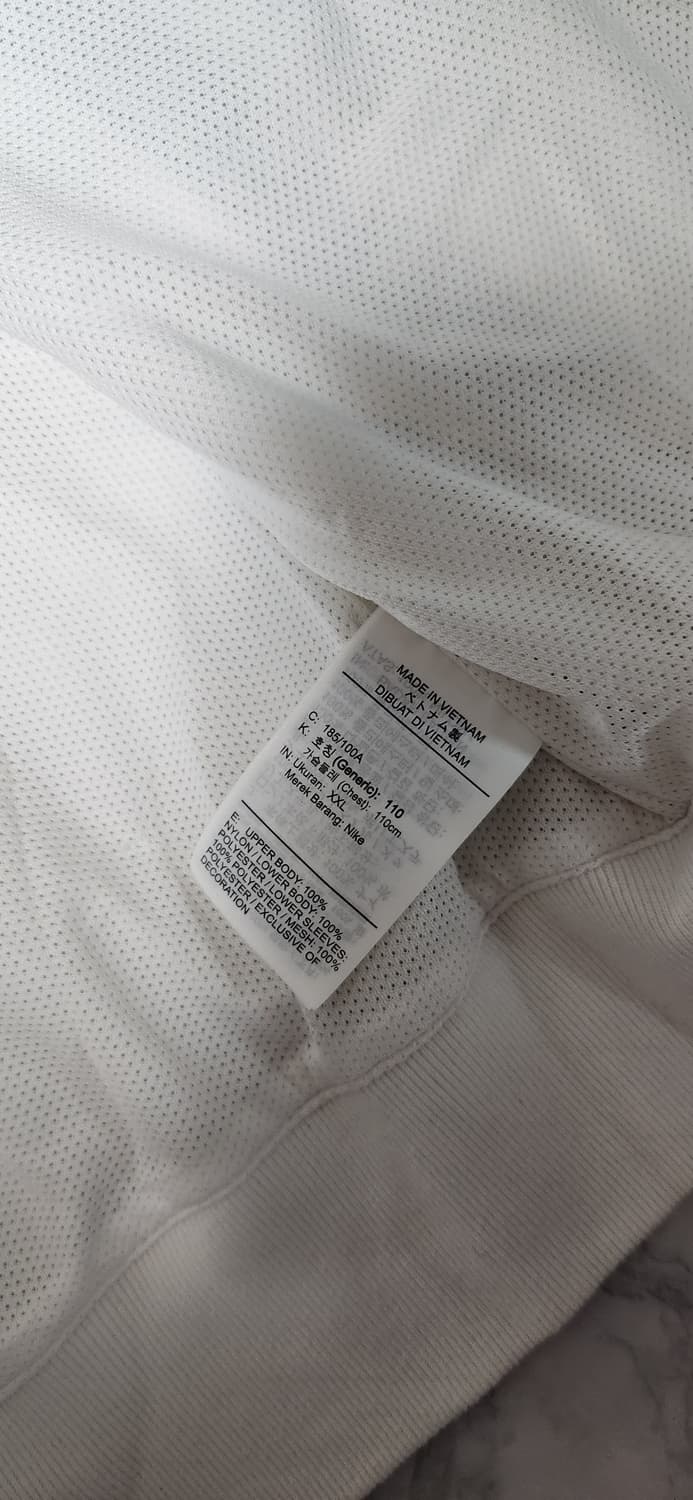 MADE IN VIETNAM
ベトナム製
DIBUAT DI VIETNAM
C: 185/100A
K: 호칭 (Generic): 110
가슴둘레 (Chest): 110cm
IN: Ukuran: XXL
Merek Barang: Nike
E: UPPER BODY: 100%
NYLON / LOWER BODY: 100%
POLYESTER / LOWER SLEEVES:
100% POLYESTER / MESH: 100%
POLYESTER / EXCLUSIVE OF
DECORATION